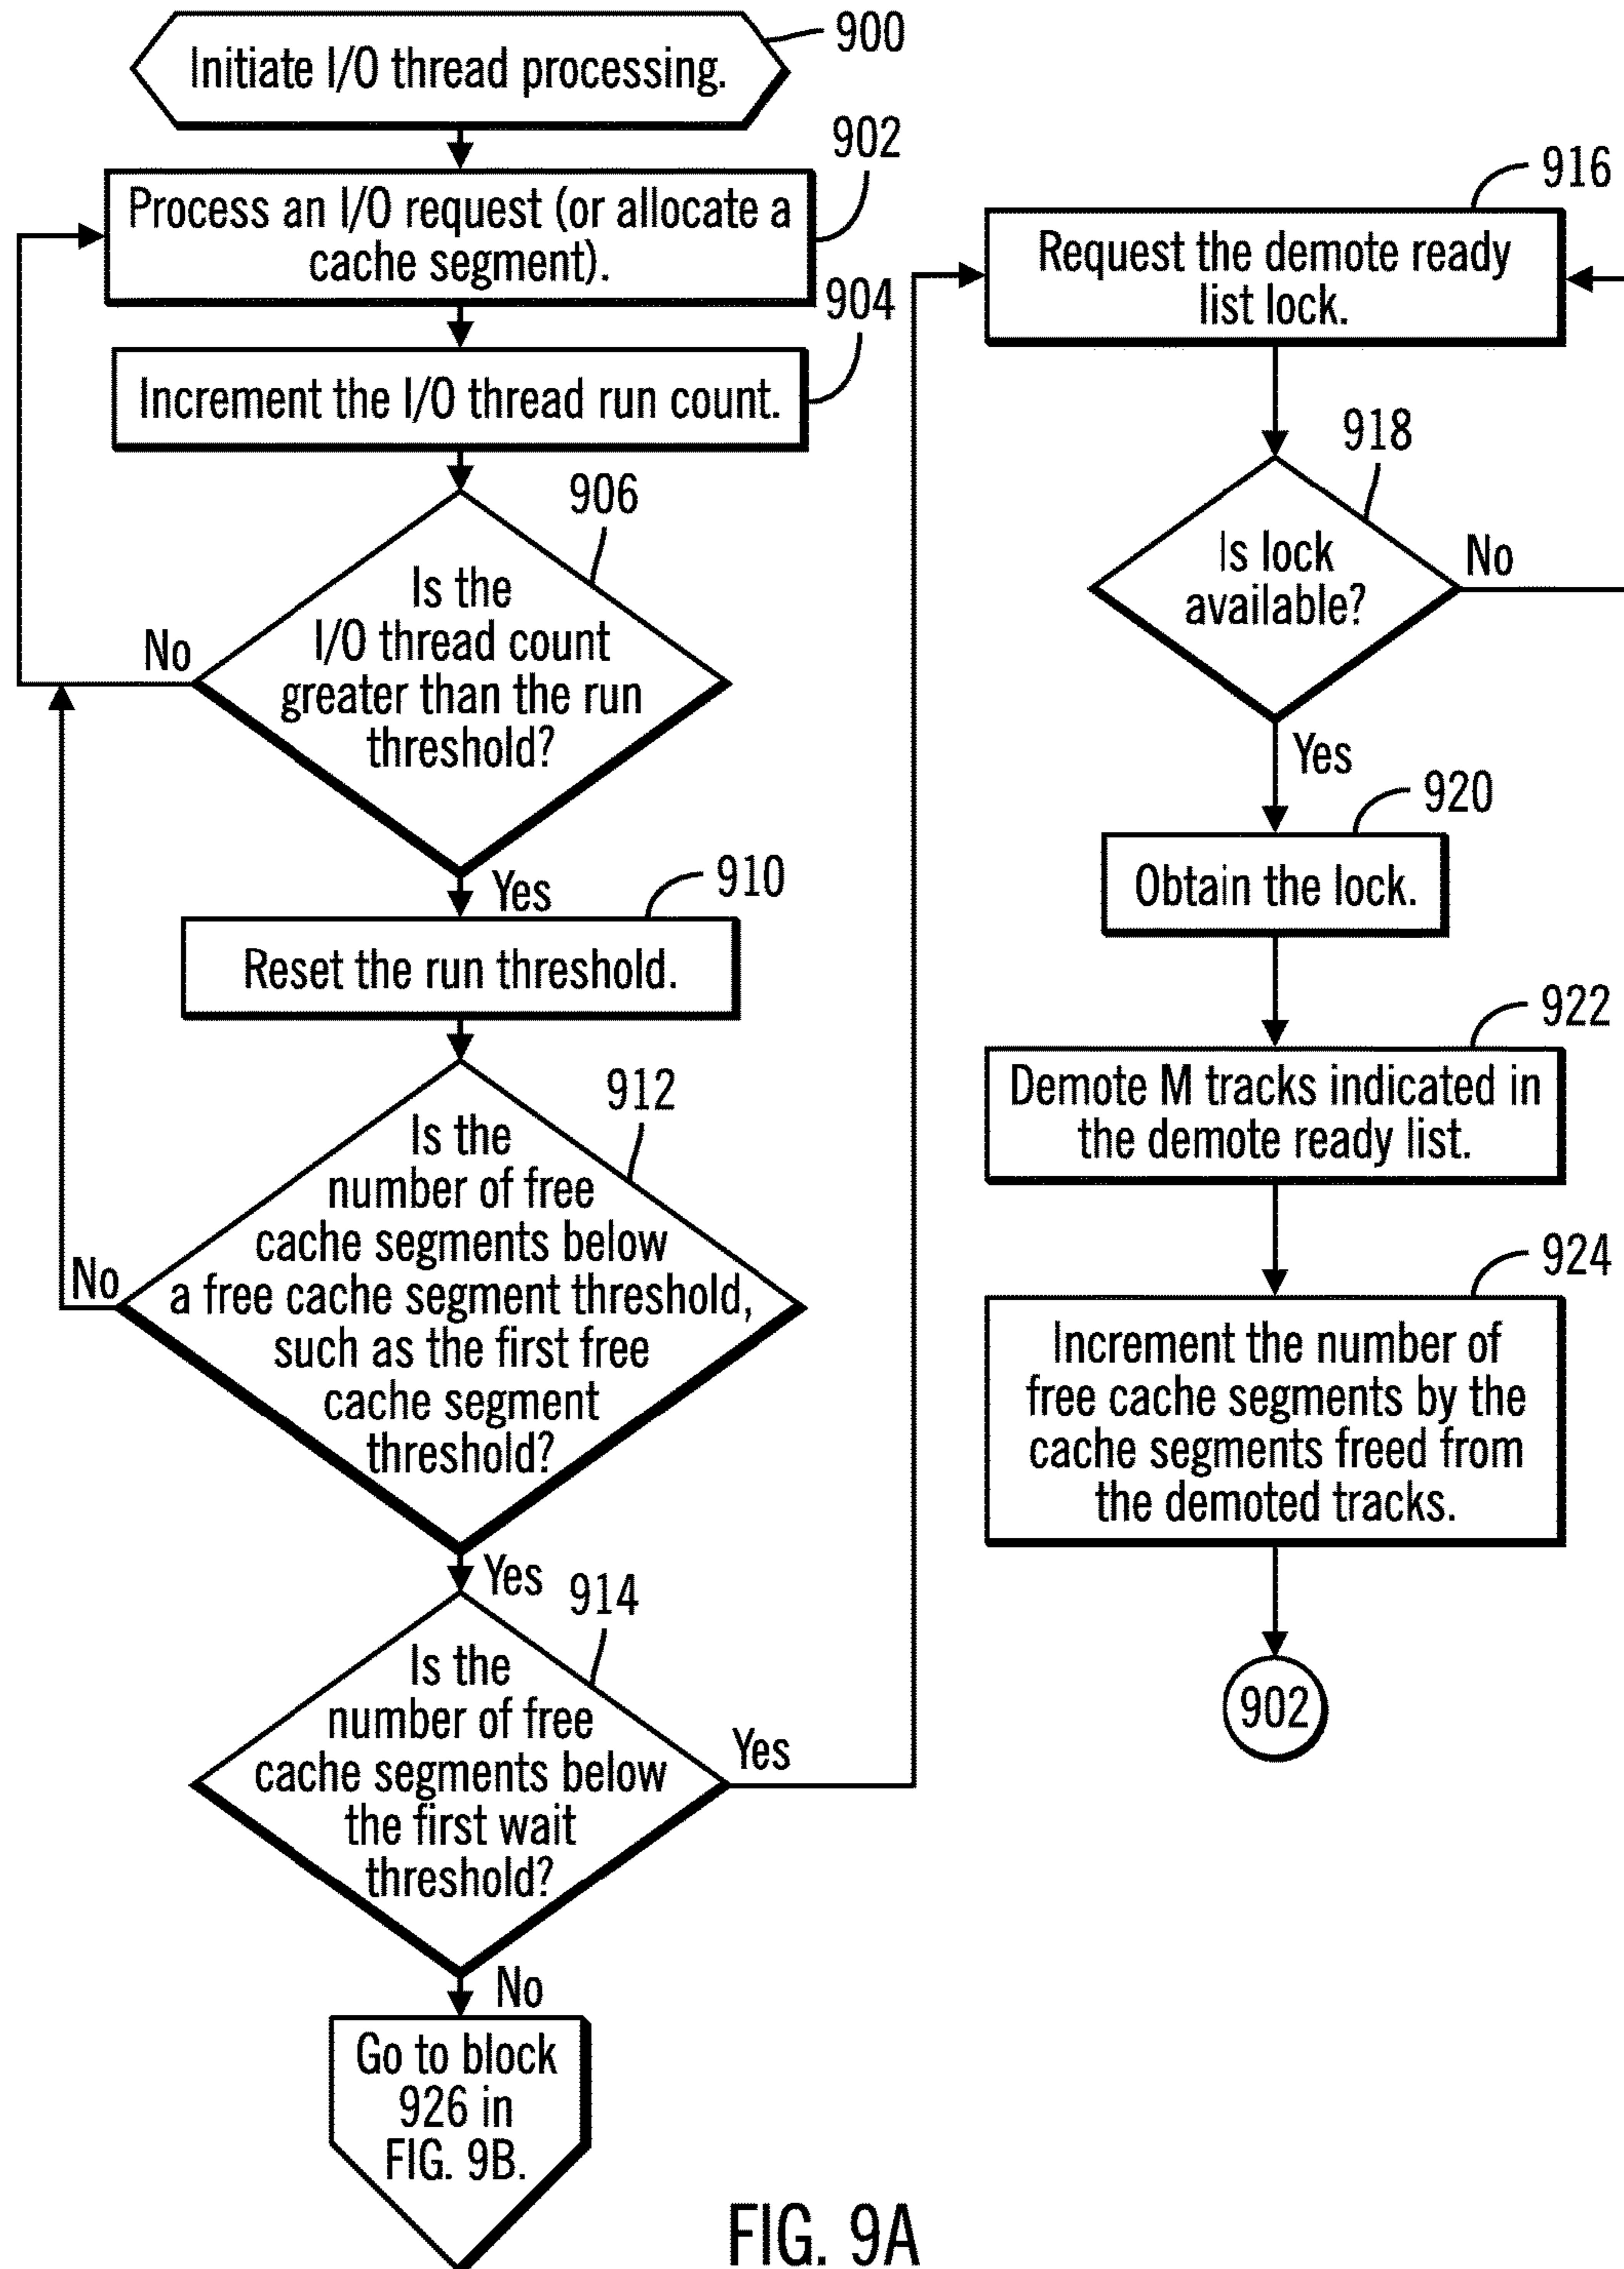 900
Initiate I/O thread processing.
902
Process an I/O request (or allocate a
cache segment).
904
Increment the I/O thread run count.
906
Is the
I/O thread count
greater than the run
threshold?
No
Yes
910
Reset the run threshold.
912
Is the
number of free
cache segments below
a free cache segment threshold,
such as the first free
cache segment
threshold?
No
Yes
914
Is the
number of free
cache segments below
the first wait
threshold?
Yes
No
Go to block
926 in
FIG. 9B.
916
Request the demote ready
list lock.
918
Is lock
available?
No
Yes
920
Obtain the lock.
922
Demote M tracks indicated in
the demote ready list.
924
Increment the number of
free cache segments by the
cache segments freed from
the demoted tracks.
902
FIG. 9A